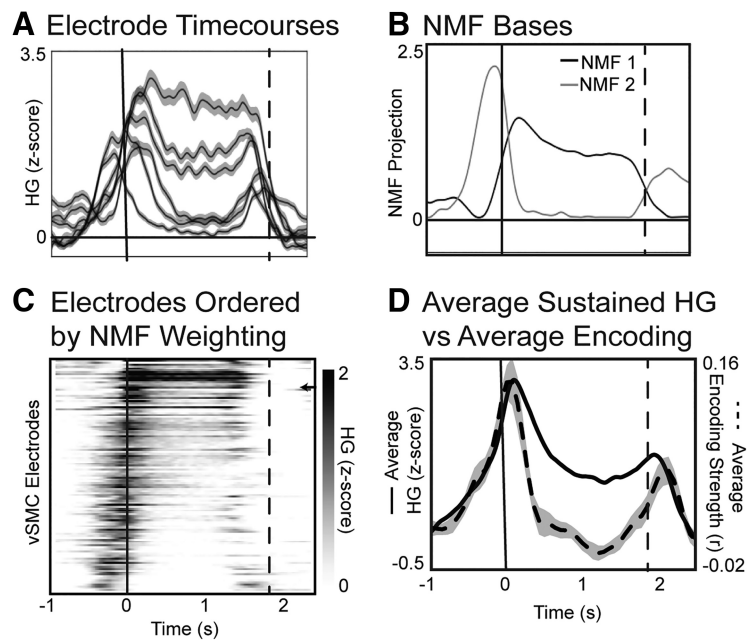 A Electrode Timecourses
3.5
HG (z-score)
0
B NMF Bases
2.5
NMF Projection
0
NMF 1
NMF 2
C Electrodes Ordered
by NMF Weighting
vSMC Electrodes
-1 0 1 2
Time (s)
2
HG (z-score)
0
D Average Sustained HG
vs Average Encoding
3.5
Average
HG (z-score)
-0.5
0.16
Average
Encoding Strength (r)
-0.02
-1 0 1 2
Time (s)